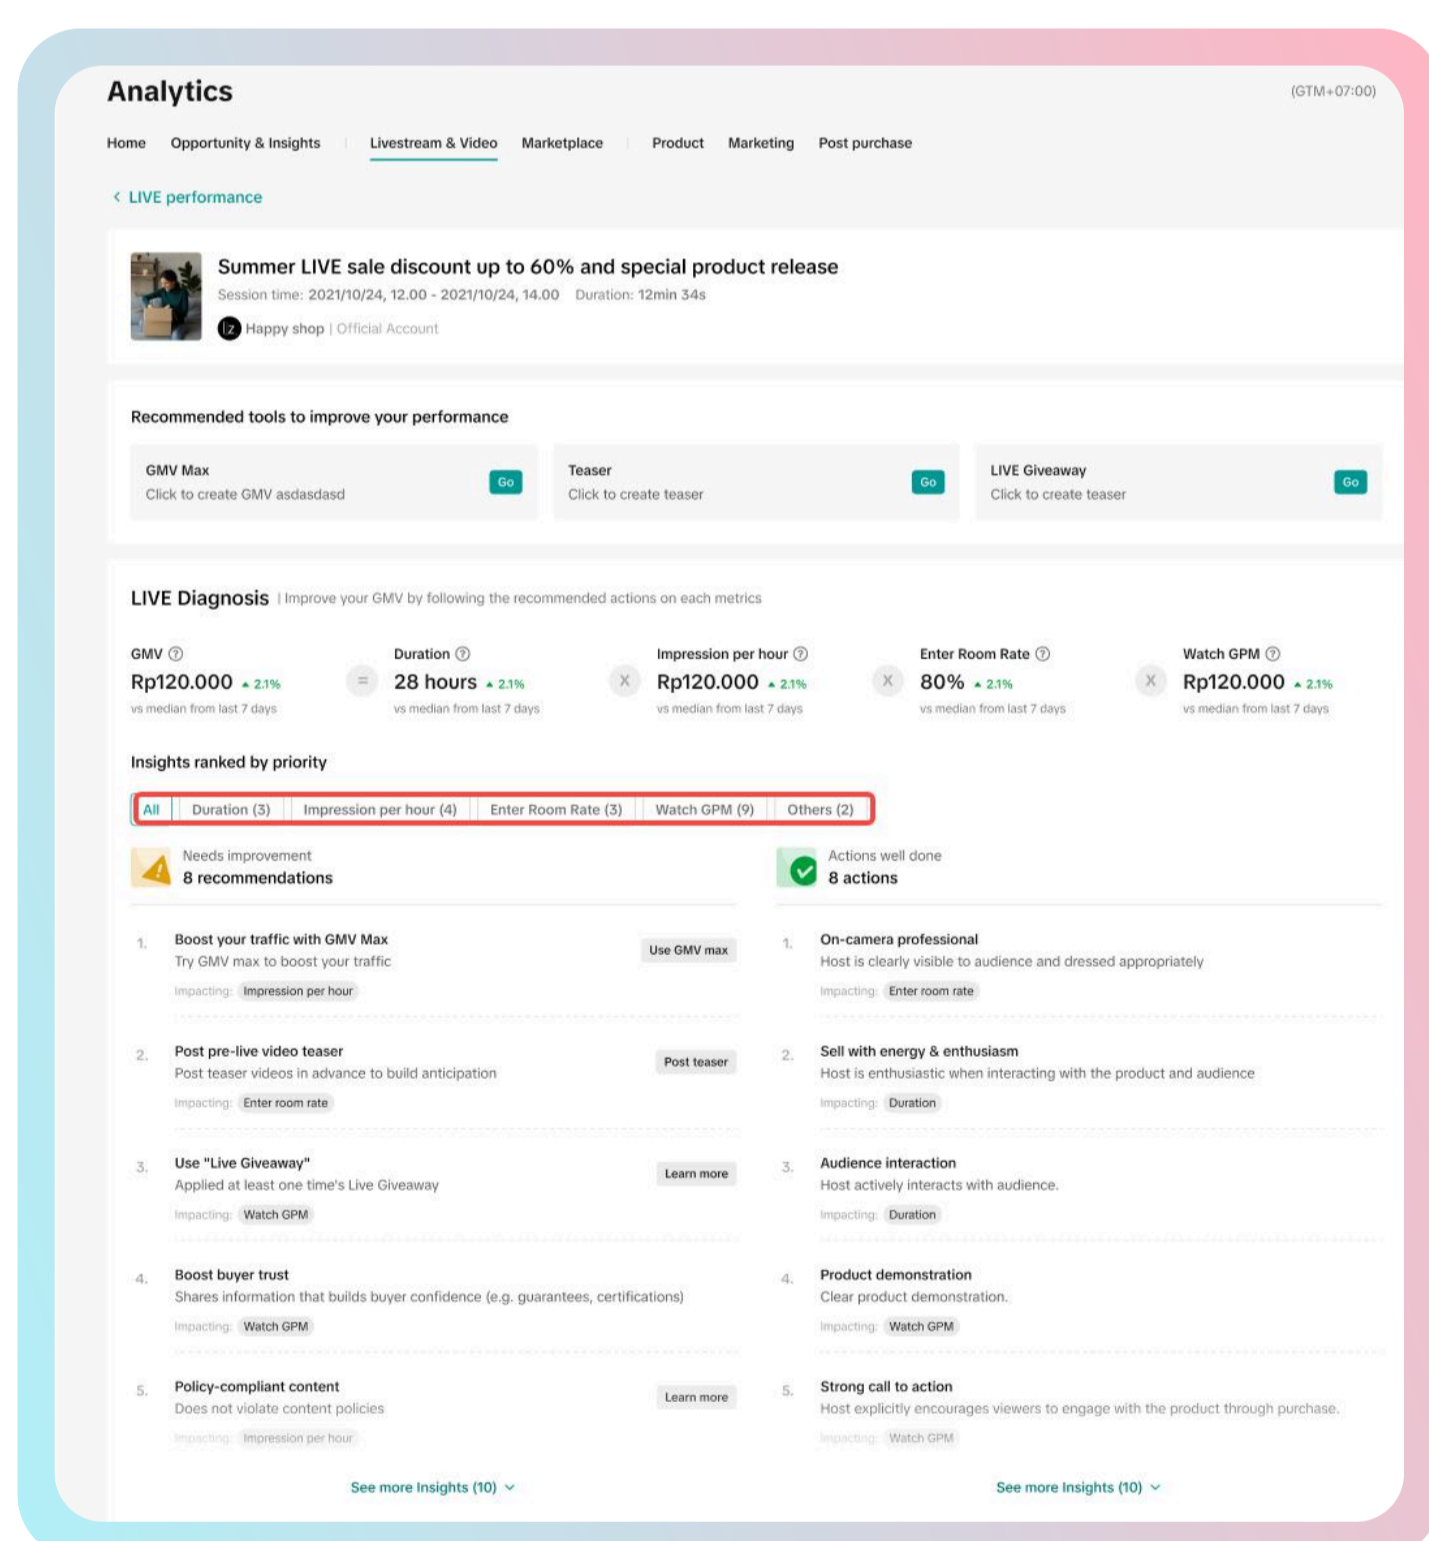 Analytics
(GTM+07:00)
Home Opportunity & Insights Livestream & Video Marketplace Product Marketing Post purchase
< LIVE performance
Summer LIVE sale discount up to 60% and special product release
Session time: 2021/10/24, 12.00 - 2021/10/24, 14.00 Duration: 12min 34s
Happy shop | Official Account
Recommended tools to improve your performance
GMV Max
Click to create GMV asdasdasd
Go
Teaser
Click to create teaser
Go
LIVE Giveaway
Click to create teaser
Go
LIVE Diagnosis | Improve your GMV by following the recommended actions on each metrics
GMV ?
Rp120.000 ▲ 2.1%
vs median from last 7 days
=
Duration ?
28 hours ▲ 2.1%
vs median from last 7 days
X
Impression per hour ?
Rp120.000 ▲ 2.1%
vs median from last 7 days
X
Enter Room Rate ?
80% ▲ 2.1%
vs median from last 7 days
X
Watch GPM ?
Rp120.000 ▲ 2.1%
vs median from last 7 days
Insights ranked by priority
All Duration (3) Impression per hour (4) Enter Room Rate (3) Watch GPM (9) Others (2)
Needs improvement
8 recommendations
1. Boost your traffic with GMV Max
Try GMV max to boost your traffic
Impacting: Impression per hour
Use GMV max
2. Post pre-live video teaser
Post teaser videos in advance to build anticipation
Impacting: Enter room rate
Post teaser
3. Use "Live Giveaway"
Applied at least one time's Live Giveaway
Impacting: Watch GPM
Learn more
4. Boost buyer trust
Shares information that builds buyer confidence (e.g. guarantees, certifications)
Impacting: Watch GPM
5. Policy-compliant content
Does not violate content policies
Impacting: Impression per hour
Learn more
See more Insights (10)
Actions well done
8 actions
1. On-camera professional
Host is clearly visible to audience and dressed appropriately
Impacting: Enter room rate
2. Sell with energy & enthusiasm
Host is enthusiastic when interacting with the product and audience
Impacting: Duration
3. Audience interaction
Host actively interacts with audience.
Impacting: Duration
4. Product demonstration
Clear product demonstration.
Impacting: Watch GPM
5. Strong call to action
Host explicitly encourages viewers to engage with the product through purchase.
Impacting: Watch GPM
See more Insights (10)